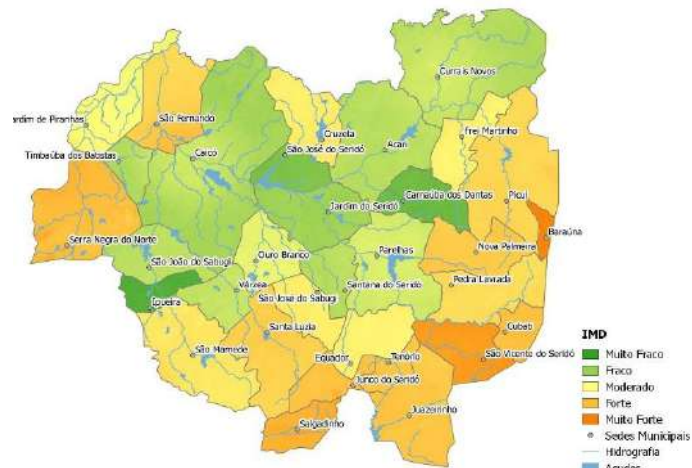 Currais Novos
ardim de Piranhas
São Fernando
Cruzeta
Frei Martinho
Timbaúba dos Batistas
Caicó
São José do Seridó
Acari
Carnaúba dos Dantas
Picuí
Jardim do Seridó
Baraúna
Serra Negra do Norte
Ouro Branco
Parelhas
Nova Palmeira
São João do Sabugi
Várzea
São José do Sabugi
Santana do Seridó
Pedra Lavrada
Ipueira
Santa Luzia
Cubati
São Mamede
Equador
Tenório
São Vicente do Seridó
Junco do Seridó
Juazeirinho
Salgadinho
IMD
Muito Fraco
Fraco
Moderado
Forte
Muito Forte
Sedes Municipais
Hidrografia
Açudes